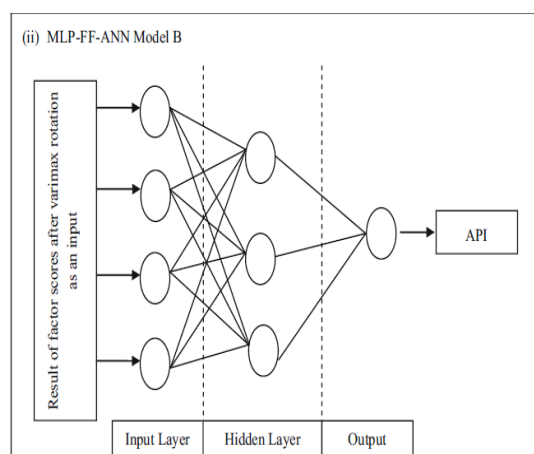 (ii) MLP-FF-ANN Model B
Result of factor scores after varimax rotation
as an input
API
Input Layer
Hidden Layer
Output